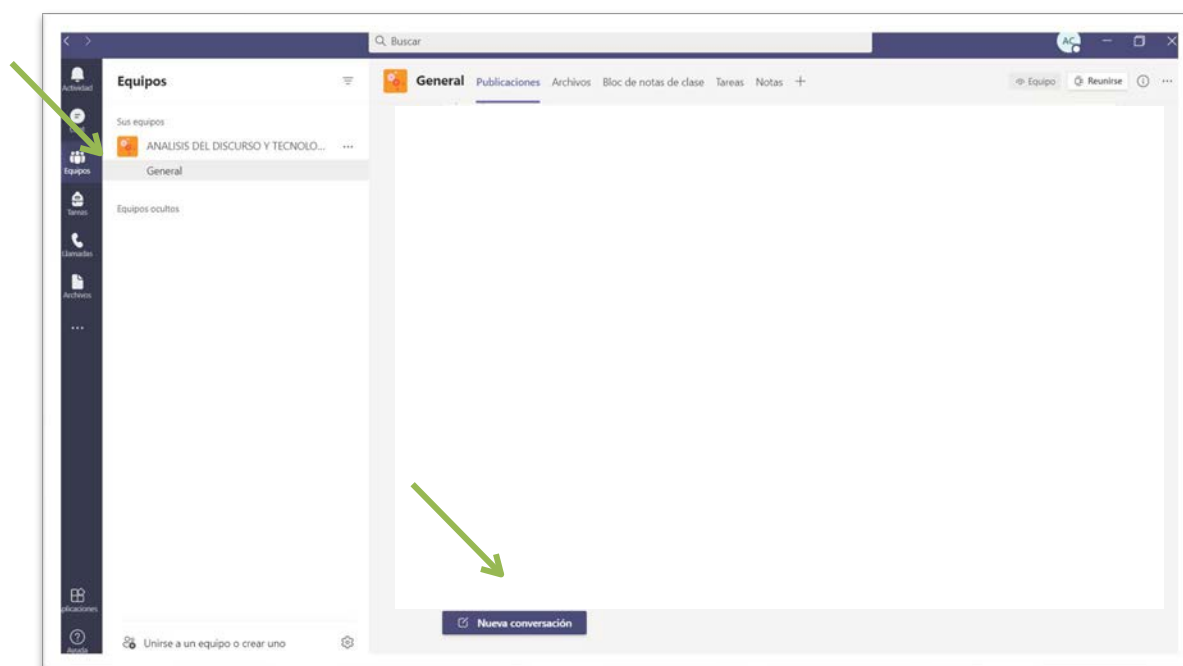 Buscar
AC
Actividad
Equipos
Tareas
Llamadas
Archivos
...
Aplicaciones
Ayuda
Equipos
Sus equipos
ANALISIS DEL DISCURSO Y TECNOLO... ...
General
Equipos ocultos
Unirse a un equipo o crear uno
General Publicaciones Archivos Bloc de notas de clase Tareas Notas +
Equipo Reunirse ...
Nueva conversación